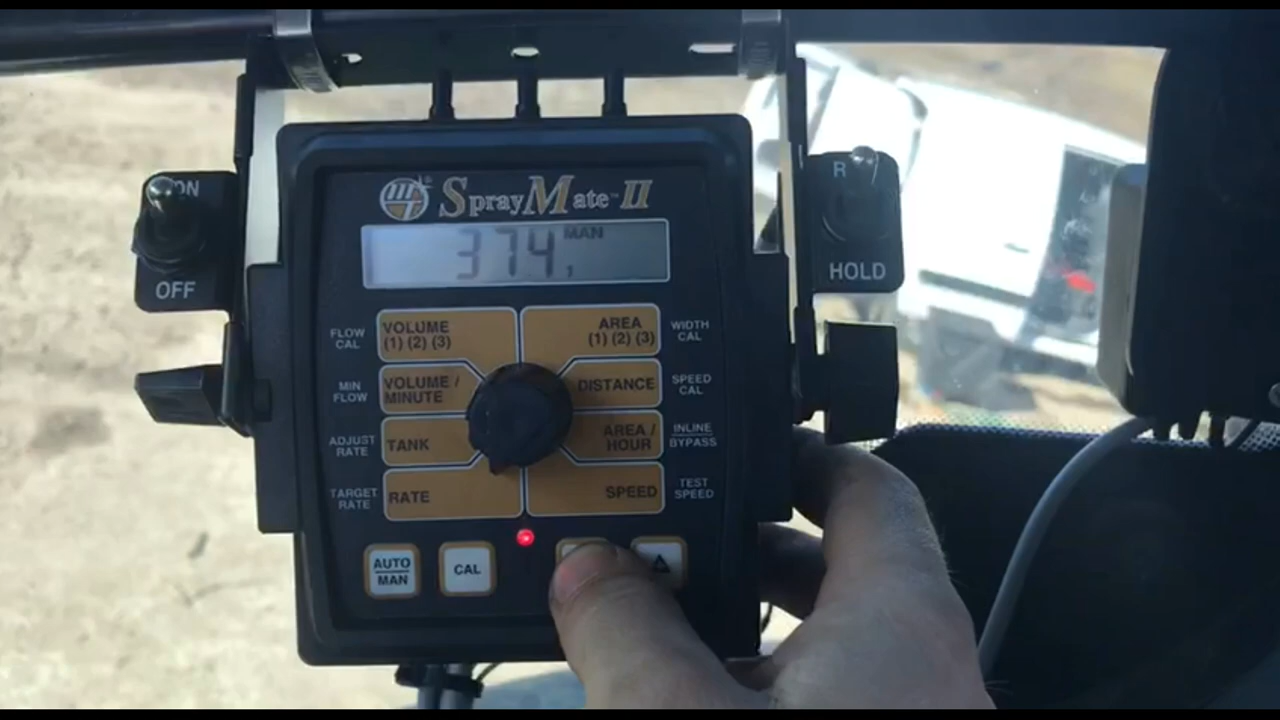 SprayMate™ II
374,
MAN
ON
OFF
R
HOLD
FLOW
CAL
VOLUME
(1) (2) (3)
AREA
(1) (2) (3)
WIDTH
CAL
MIN
FLOW
VOLUME /
MINUTE
DISTANCE
SPEED
CAL
ADJUST
RATE
TANK
AREA /
HOUR
INLINE
BYPASS
TARGET
RATE
RATE
SPEED
TEST
SPEED
AUTO
MAN
CAL